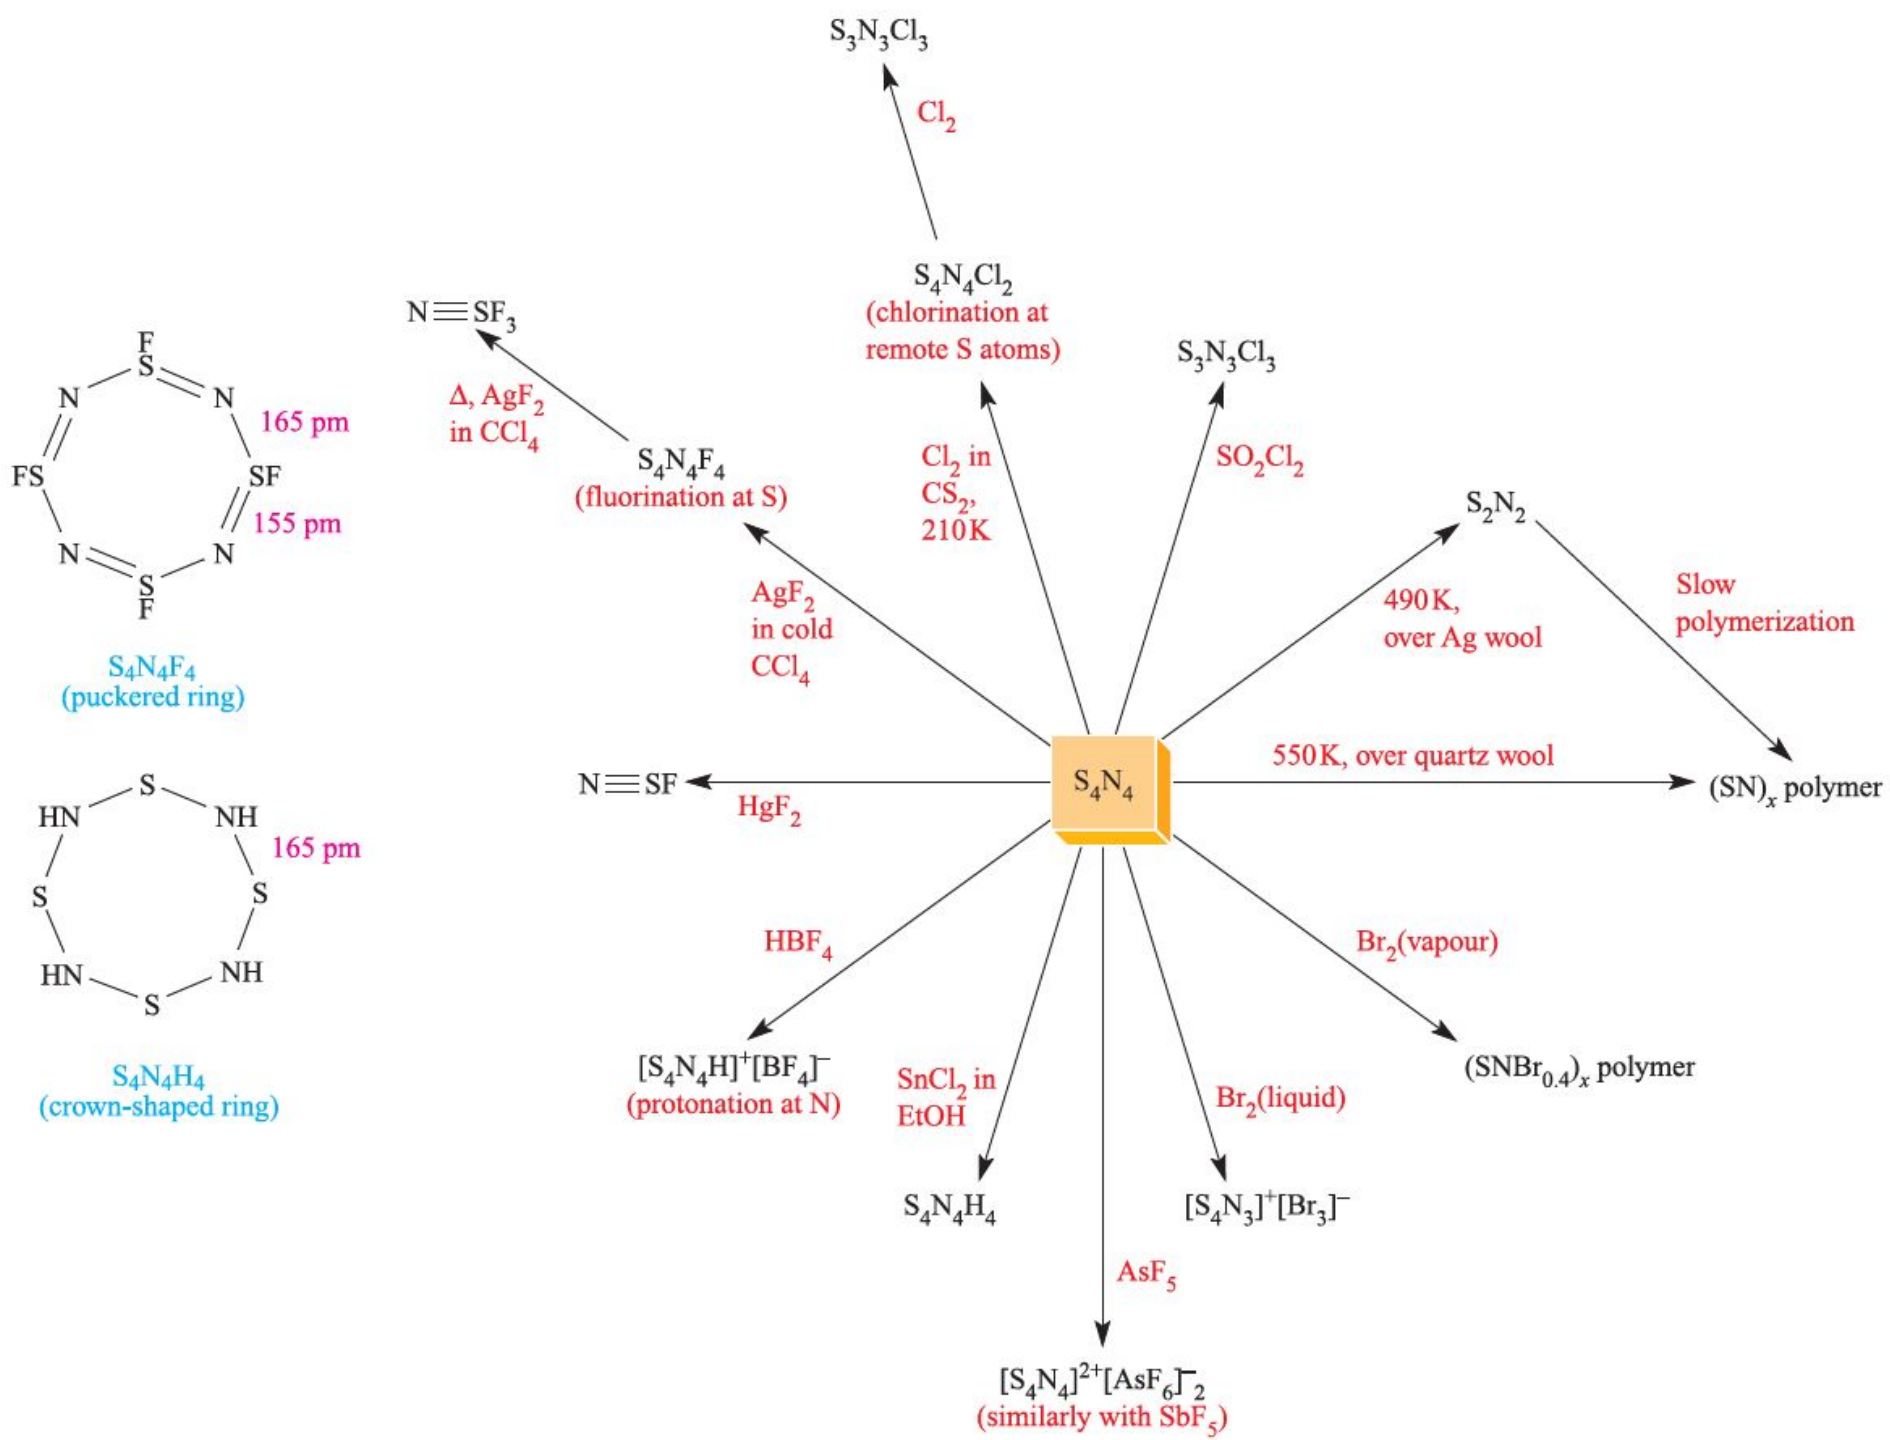 S₃N₃Cl₃
Cl₂
S₄N₄Cl₂
(chlorination at
remote S atoms)
N≡SF₃
Δ, AgF₂
in CCl₄
S₄N₄F₄
(fluorination at S)
AgF₂
in cold
CCl₄
Cl₂ in
CS₂,
210 K
S₃N₃Cl₃
SO₂Cl₂
S₂N₂
490 K,
over Ag wool
Slow
polymerization
550 K, over quartz wool
(SN)ₓ polymer
S₄N₄
N≡SF
HgF₂
HBF₄
[S₄N₄H]⁺[BF₄]⁻
(protonation at N)
SnCl₂ in
EtOH
S₄N₄H₄
AsF₅
[S₄N₄]²⁺[AsF₆]⁻₂
(similarly with SbF₅)
Br₂(liquid)
[S₄N₃]⁺[Br₃]⁻
Br₂(vapour)
(SNBr₀.₄)ₓ polymer
F
S
N
N
165 pm
FS
SF
155 pm
N
N
S
F
S₄N₄F₄
(puckered ring)
S
HN
NH
165 pm
S
S
HN
NH
S
S₄N₄H₄
(crown-shaped ring)